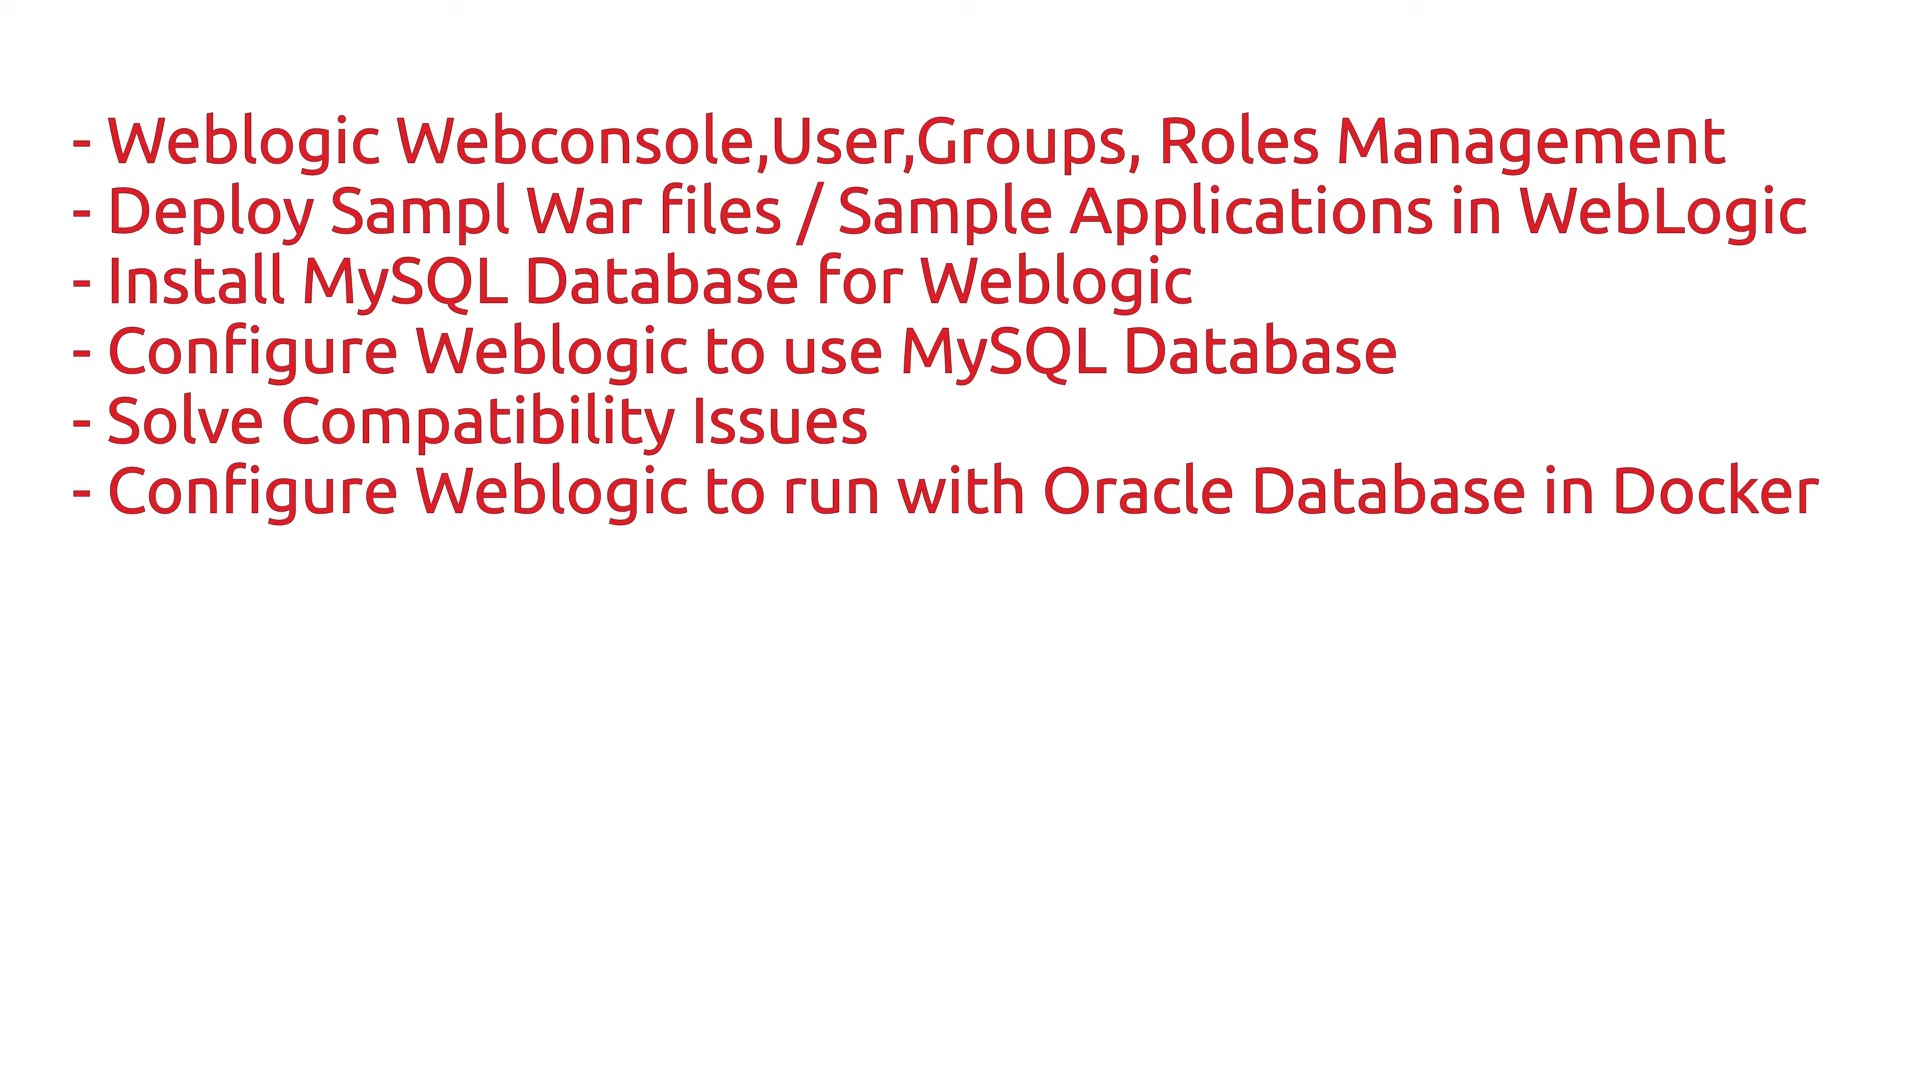 - Weblogic Webconsole,User,Groups, Roles Management
- Deploy Sampl War files / Sample Applications in WebLogic
- Install MySQL Database for Weblogic
- Configure Weblogic to use MySQL Database
- Solve Compatibility Issues
- Configure Weblogic to run with Oracle Database in Docker